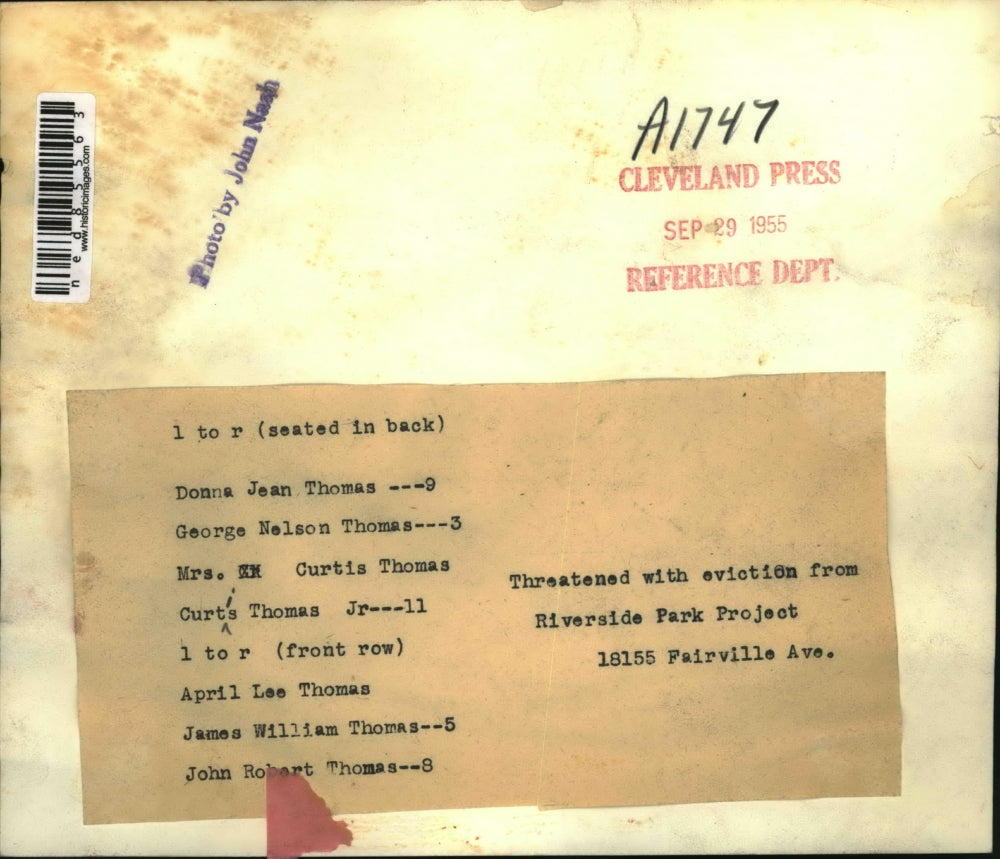 A1747
CLEVELAND PRESS
SEP 29 1955
REFERENCE DEPT.
Photo by John Nash
ned85563
www.historicimages.com
l to r (seated in back)
Donna Jean Thomas ---9
George Nelson Thomas---3
Mrs. Curtis Thomas
Curtis Thomas Jr---11
l to r (front row)
April Lee Thomas
James William Thomas--5
John Robert Thomas--8
Threatened with eviction from
Riverside Park Project
18155 Fairville Ave.